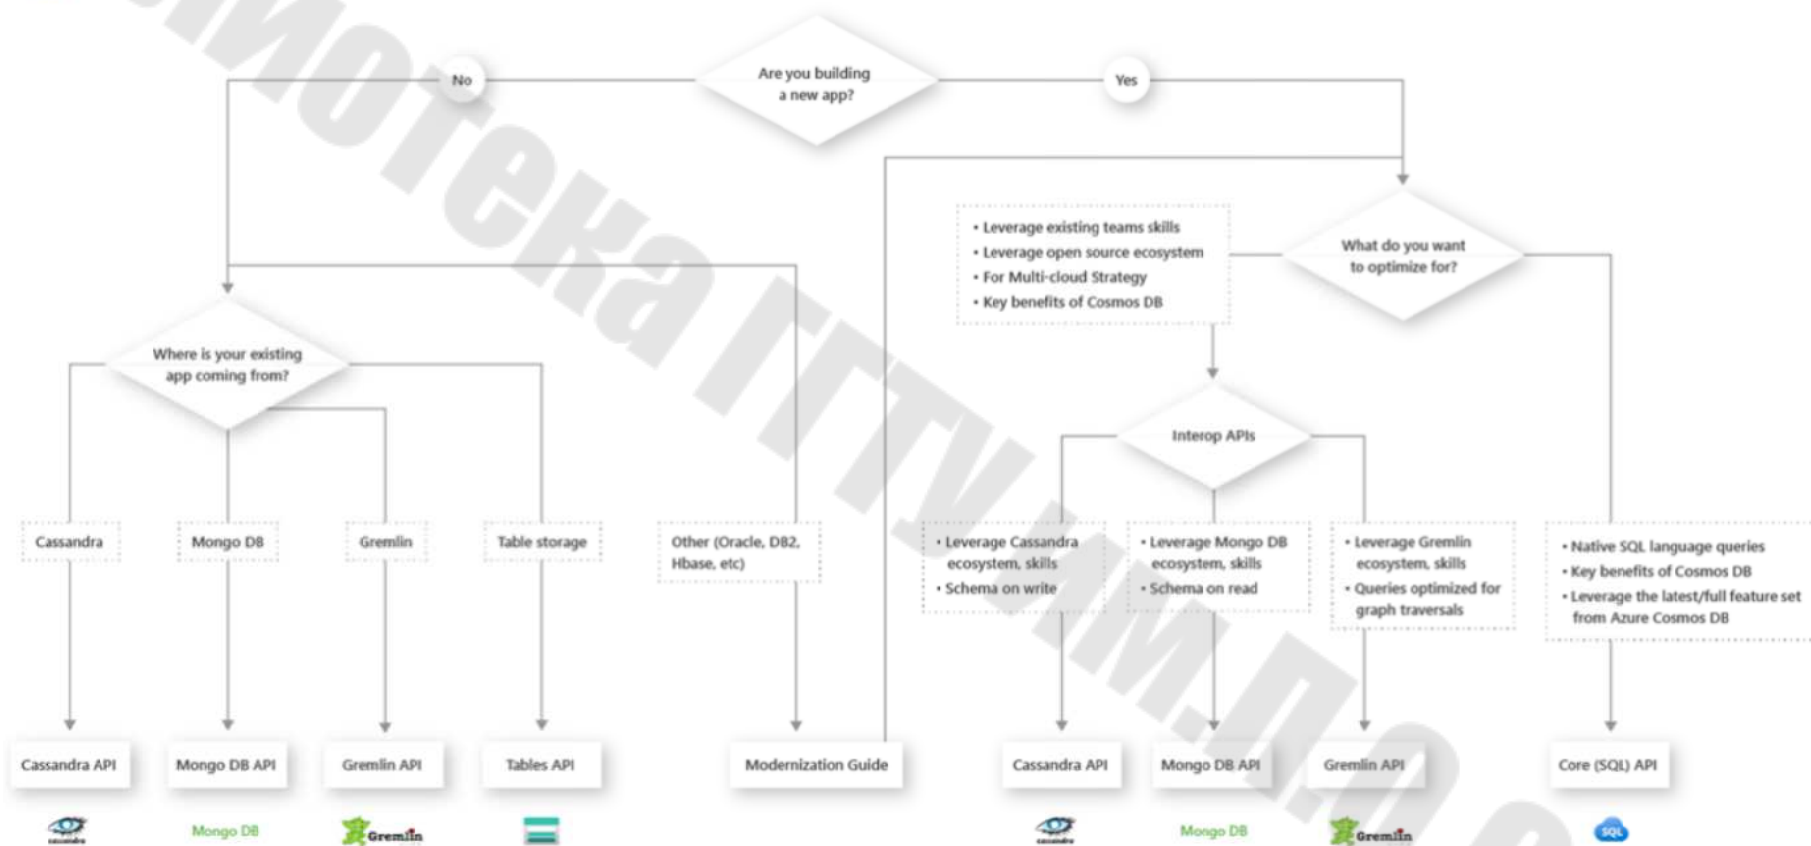 Are you building
a new app?
No
Yes
• Leverage existing teams skills
• Leverage open source ecosystem
• For Multi-cloud Strategy
• Key benefits of Cosmos DB
What do you want
to optimize for?
Where is your existing
app coming from?
Interop APIs
Cassandra
Mongo DB
Gremlin
Table storage
Other (Oracle, DB2,
Hbase, etc)
• Leverage Cassandra
ecosystem, skills
• Schema on write
• Leverage Mongo DB
ecosystem, skills
• Schema on read
• Leverage Gremlin
ecosystem, skills
• Queries optimized for
graph traversals
• Native SQL language queries
• Key benefits of Cosmos DB
• Leverage the latest/full feature set
from Azure Cosmos DB
Cassandra API
Mongo DB API
Gremlin API
Tables API
Modernization Guide
Cassandra API
Mongo DB API
Gremlin API
Core (SQL) API
cassandra
Mongo DB
Gremlin
cassandra
Mongo DB
Gremlin
SQL
ГГТУ им.П.О